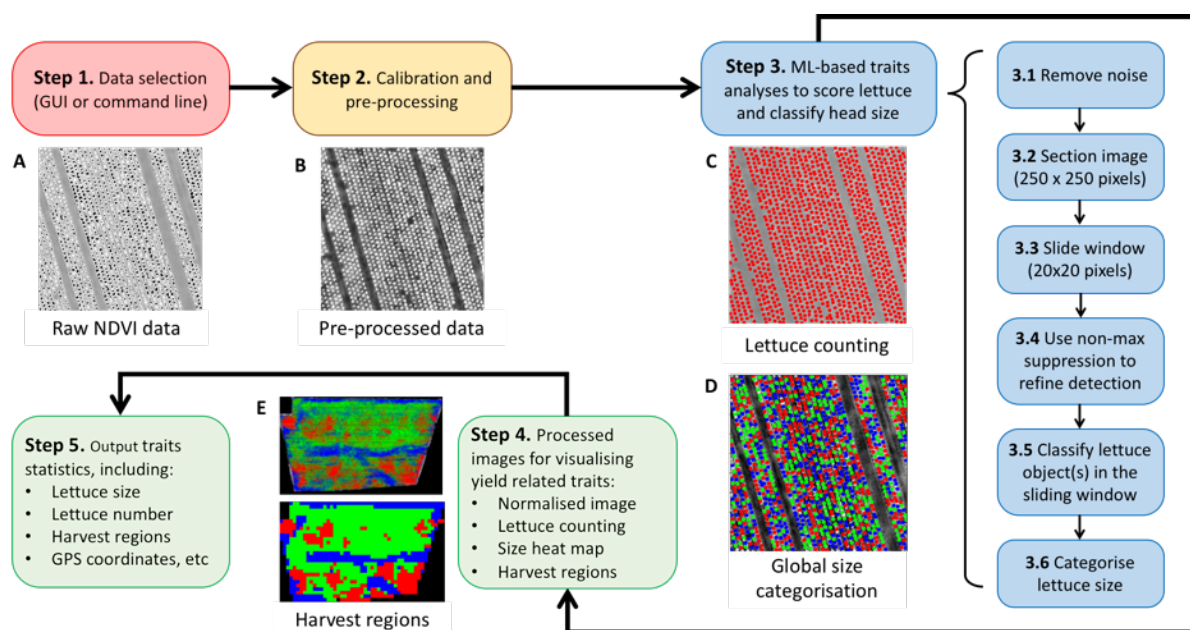 Step 1. Data selection
(GUI or command line)
Step 2. Calibration and
pre-processing
Step 3. ML-based traits
analyses to score lettuce
and classify head size
3.1 Remove noise
3.2 Section image
(250 x 250 pixels)
3.3 Slide window
(20x20 pixels)
3.4 Use non-max
suppression to
refine detection
3.5 Classify lettuce
object(s) in the
sliding window
3.6 Categorise
lettuce size
A
Raw NDVI data
B
Pre-processed data
C
Lettuce counting
D
Global size
categorisation
Step 4. Processed
images for visualising
yield related traits:
• Normalised image
• Lettuce counting
• Size heat map
• Harvest regions
E
Harvest regions
Step 5. Output traits
statistics, including:
• Lettuce size
• Lettuce number
• Harvest regions
• GPS coordinates, etc